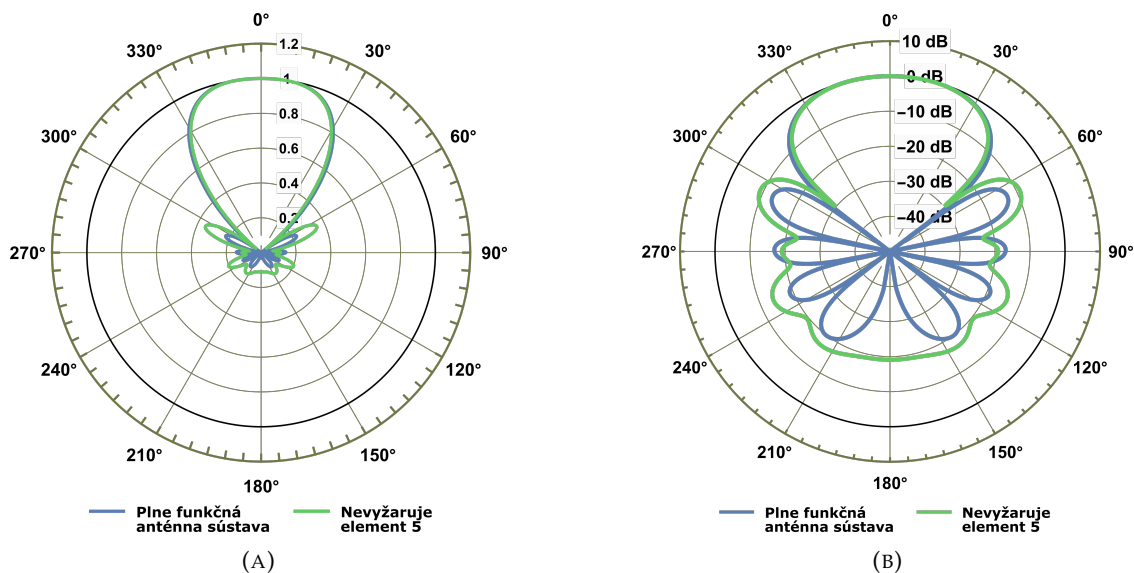 0°
30°
60°
90°
120°
150°
180°
210°
240°
270°
300°
330°
1.2
1
0.8
0.6
0.4
0.2
Plne funkčná
anténna sústava
Nevyžaruje
element 5
(A)
0°
30°
60°
90°
120°
150°
180°
210°
240°
270°
300°
330°
10 dB
0 dB
−10 dB
−20 dB
−30 dB
−40 dB
Plne funkčná
anténna sústava
Nevyžaruje
element 5
(B)